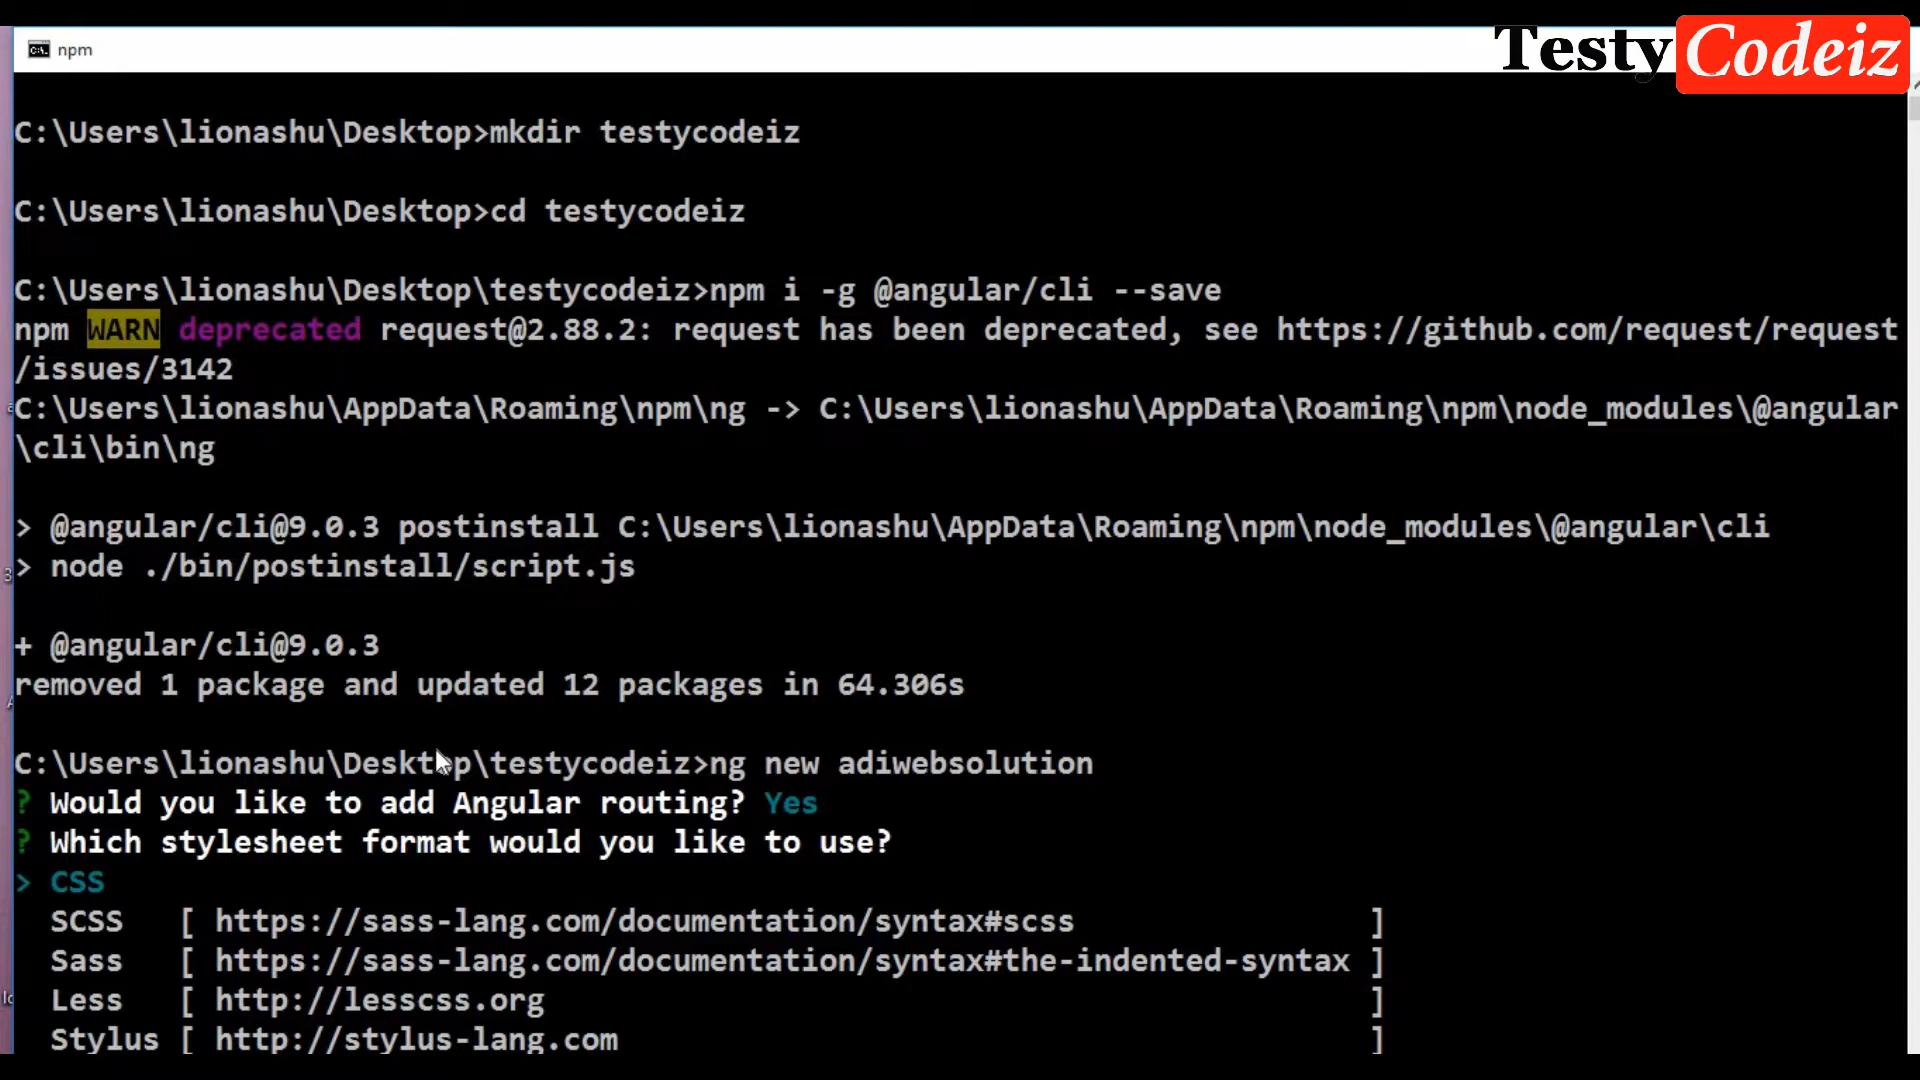 npm
Testy Codeiz
C:\Users\lionashu\Desktop>mkdir testycodeiz
C:\Users\lionashu\Desktop>cd testycodeiz
C:\Users\lionashu\Desktop\testycodeiz>npm i -g @angular/cli --save
npm WARN deprecated request@2.88.2: request has been deprecated, see https://github.com/request/request
/issues/3142
C:\Users\lionashu\AppData\Roaming\npm\ng -> C:\Users\lionashu\AppData\Roaming\npm\node_modules\@angular
\cli\bin\ng
> @angular/cli@9.0.3 postinstall C:\Users\lionashu\AppData\Roaming\npm\node_modules\@angular\cli
> node ./bin/postinstall/script.js
+ @angular/cli@9.0.3
removed 1 package and updated 12 packages in 64.306s
C:\Users\lionashu\Desktop\testycodeiz>ng new adiwebsolution
? Would you like to add Angular routing? Yes
? Which stylesheet format would you like to use?
> CSS
SCSS [ https://sass-lang.com/documentation/syntax#scss ]
Sass [ https://sass-lang.com/documentation/syntax#the-indented-syntax ]
Less [ http://lesscss.org ]
Stylus [ http://stylus-lang.com ]